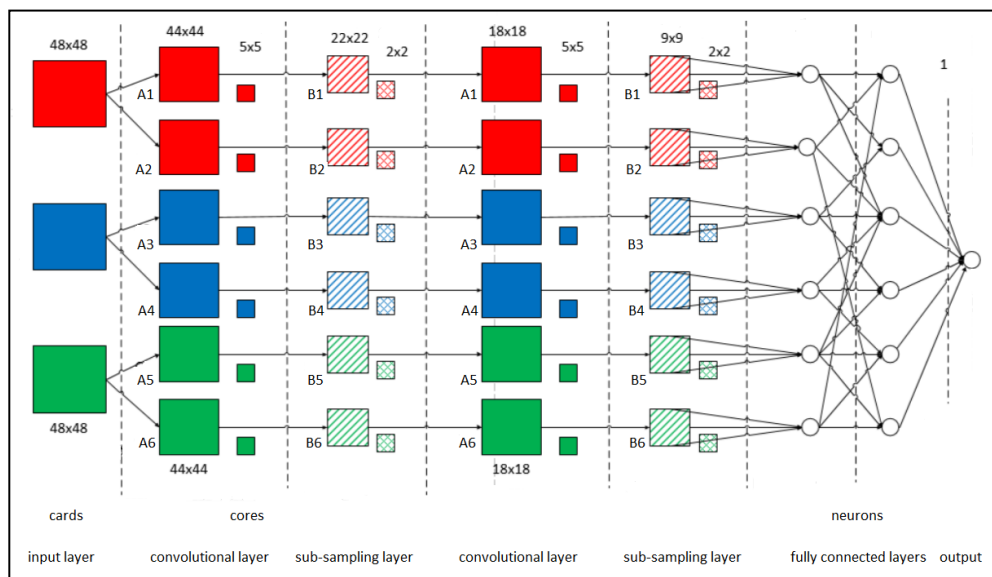 48x48
44x44
5x5
22x22
2x2
18x18
5x5
9x9
2x2
1
A1
B1
A1
B1
A2
B2
A2
B2
A3
B3
A3
B3
A4
B4
A4
B4
A5
B5
A5
B5
A6
B6
A6
B6
48x48
44x44
18x18
cards
cores
neurons
input layer
convolutional layer
sub-sampling layer
convolutional layer
sub-sampling layer
fully connected layers
output